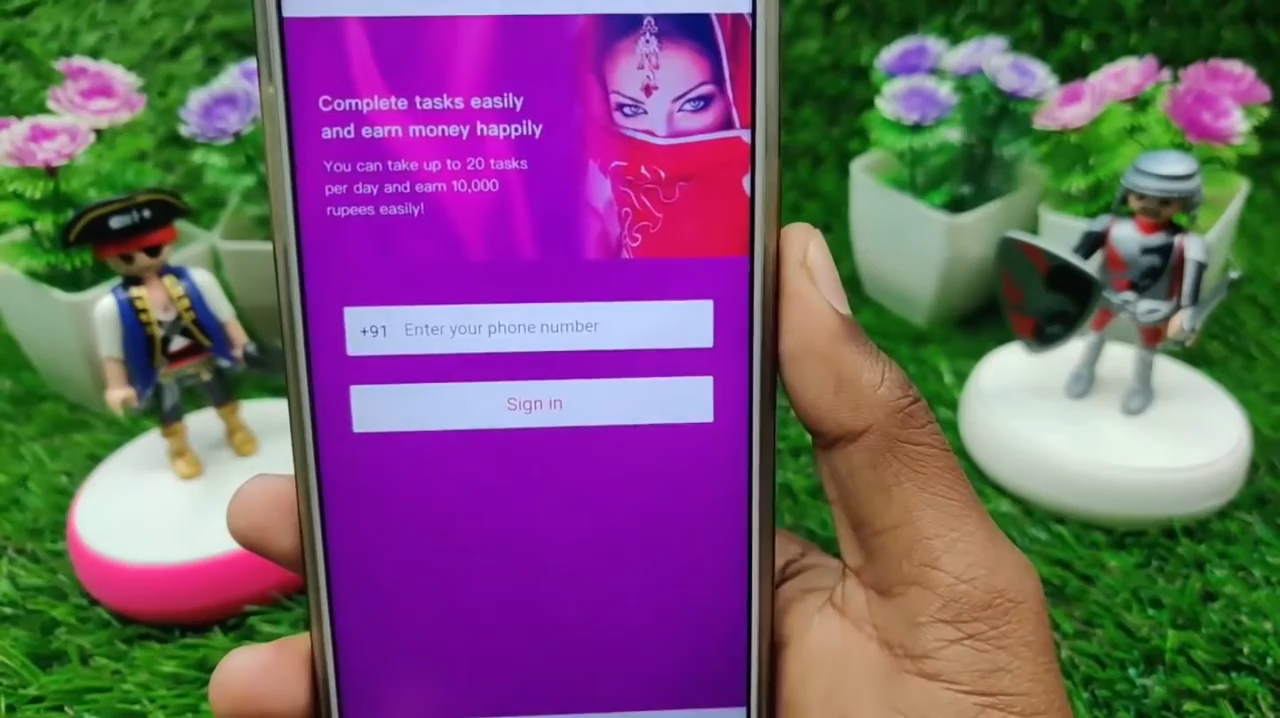 Complete tasks easily
and earn money happily
You can take up to 20 tasks
per day and earn 10,000
rupees easily!
+91 Enter your phone number
Sign in